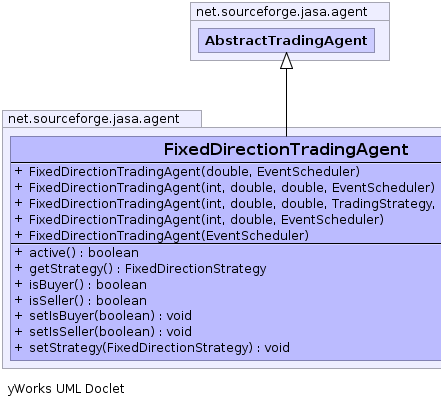 net.sourceforge.jasa.agent
AbstractTradingAgent
net.sourceforge.jasa.agent
FixedDirectionTradingAgent
+ FixedDirectionTradingAgent(double, EventScheduler)
+ FixedDirectionTradingAgent(int, double, double, EventScheduler)
+ FixedDirectionTradingAgent(int, double, double, TradingStrategy,
+ FixedDirectionTradingAgent(int, double, EventScheduler)
+ FixedDirectionTradingAgent(EventScheduler)
+ active() : boolean
+ getStrategy() : FixedDirectionStrategy
+ isBuyer() : boolean
+ isSeller() : boolean
+ setIsBuyer(boolean) : void
+ setIsSeller(boolean) : void
+ setStrategy(FixedDirectionStrategy) : void
yWorks UML Doclet